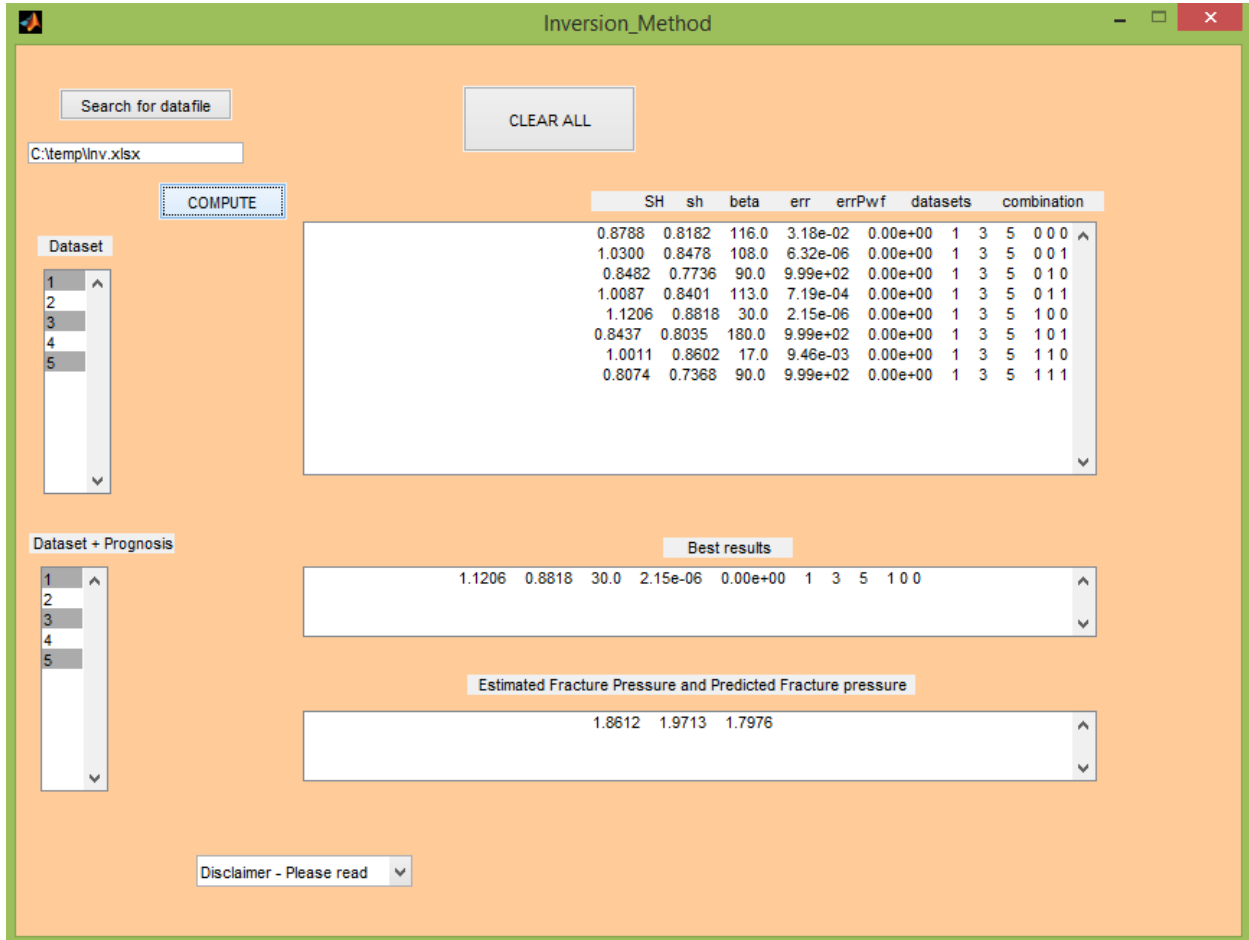 Inversion_Method
Search for datafile
CLEAR ALL
C:\temp\Inv.xlsx
COMPUTE
SH sh beta err errPwf datasets combination
0.8788 0.8182 116.0 3.18e-02 0.00e+00 1 3 5 0 0 0
1.0300 0.8478 108.0 6.32e-06 0.00e+00 1 3 5 0 0 1
0.8482 0.7736 90.0 9.99e+02 0.00e+00 1 3 5 0 1 0
1.0087 0.8401 113.0 7.19e-04 0.00e+00 1 3 5 0 1 1
1.1206 0.8818 30.0 2.15e-06 0.00e+00 1 3 5 1 0 0
0.8437 0.8035 180.0 9.99e+02 0.00e+00 1 3 5 1 0 1
1.0011 0.8602 17.0 9.46e-03 0.00e+00 1 3 5 1 1 0
0.8074 0.7368 90.0 9.99e+02 0.00e+00 1 3 5 1 1 1
Dataset
1
2
3
4
5
Dataset + Prognosis
1
2
3
4
5
Best results
1.1206 0.8818 30.0 2.15e-06 0.00e+00 1 3 5 1 0 0
Estimated Fracture Pressure and Predicted Fracture pressure
1.8612 1.9713 1.7976
Disclaimer - Please read